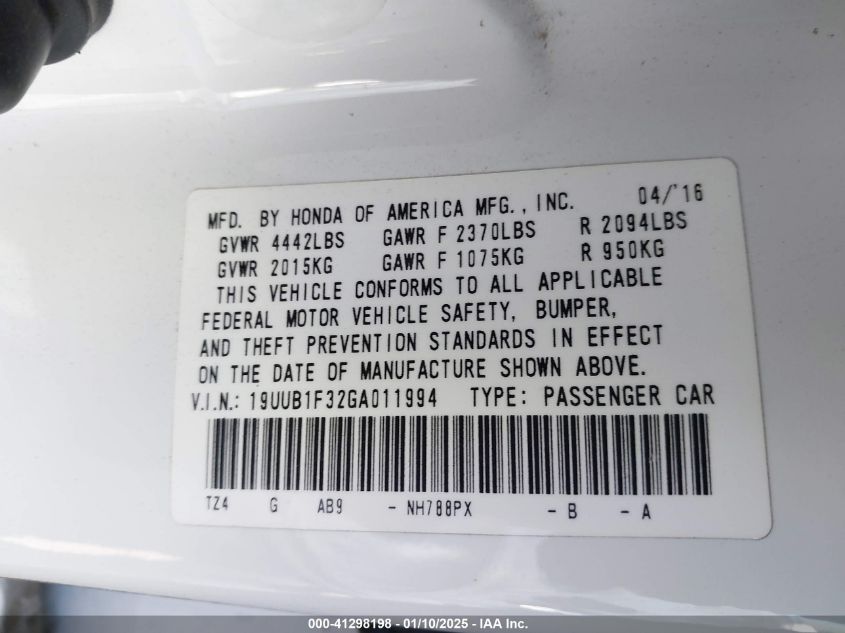 MFD. BY HONDA OF AMERICA MFG., INC. 04/'16
GVWR 4442LBS GAWR F 2370LBS R 2094LBS
GVWR 2015KG GAWR F 1075KG R 950KG
THIS VEHICLE CONFORMS TO ALL APPLICABLE
FEDERAL MOTOR VEHICLE SAFETY, BUMPER,
AND THEFT PREVENTION STANDARDS IN EFFECT
ON THE DATE OF MANUFACTURE SHOWN ABOVE.
V.I.N.: 19UUB1F32GA011994 TYPE: PASSENGER CAR
TZ4 G AB9 - NH788PX - B - A
000-41298198 - 01/10/2025 - IAA Inc.